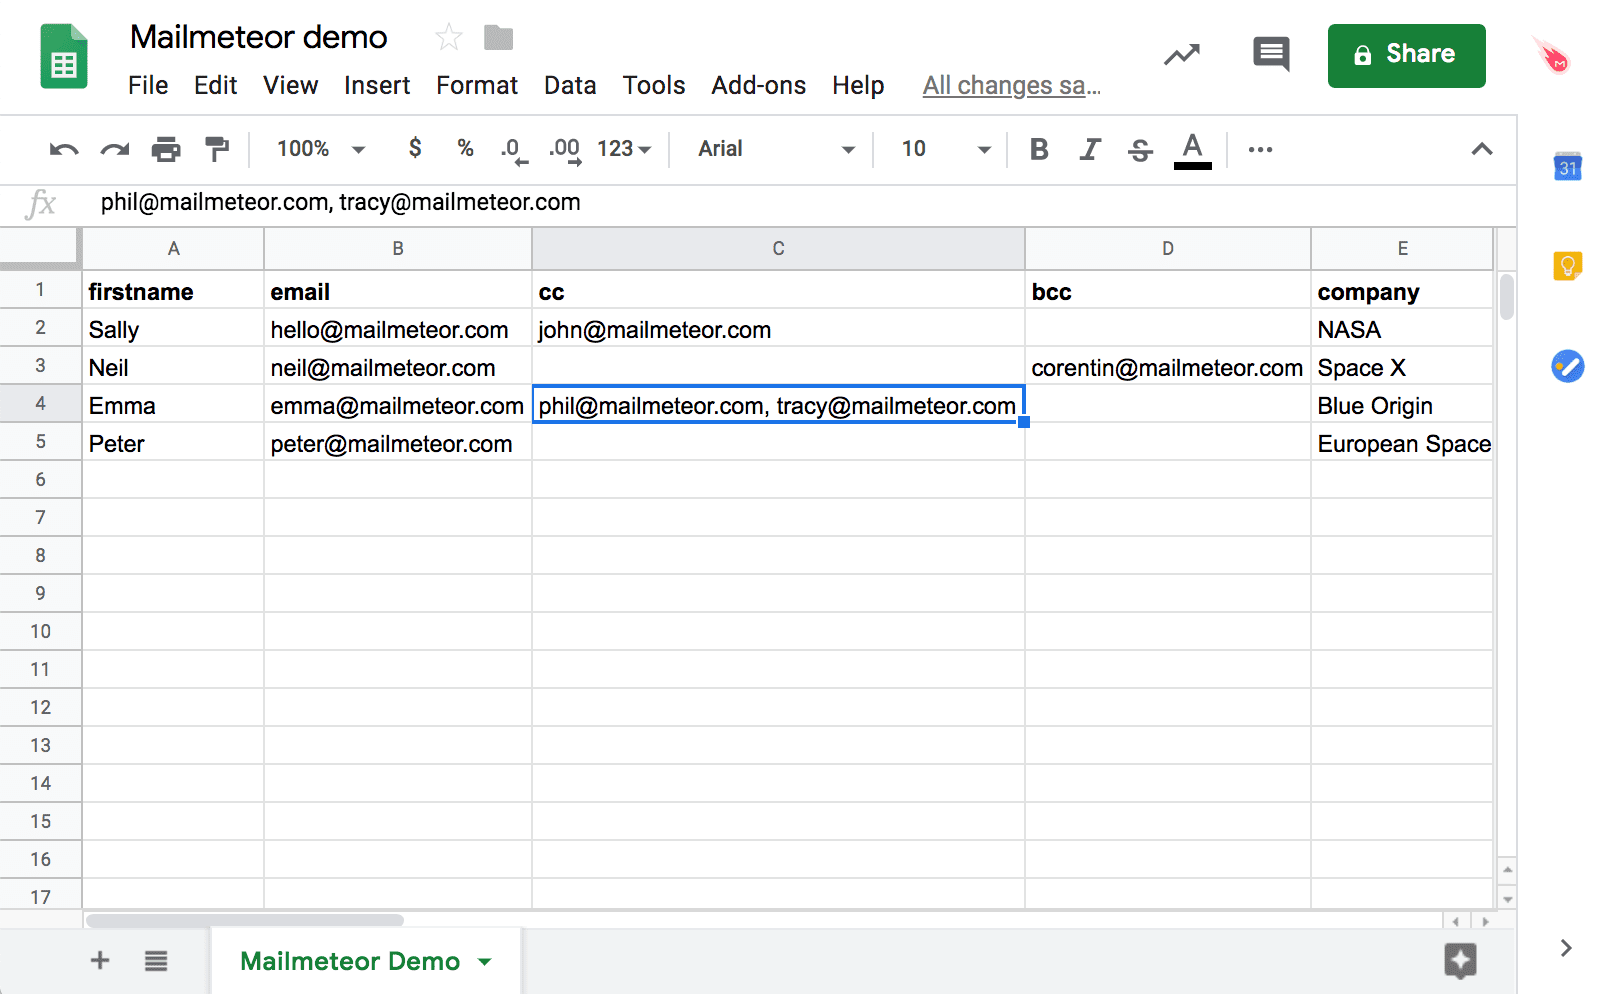 Mailmeteor demo
File Edit View Insert Format Data Tools Add-ons Help All changes sa...
Share
M
100% $ % .0 .00 123 Arial 10 B I S A
31
fx phil@mailmeteor.com, tracy@mailmeteor.com
A B C D E
1 firstname email cc bcc company
2 Sally hello@mailmeteor.com john@mailmeteor.com NASA
3 Neil neil@mailmeteor.com corentin@mailmeteor.com Space X
4 Emma emma@mailmeteor.com phil@mailmeteor.com, tracy@mailmeteor.com Blue Origin
5 Peter peter@mailmeteor.com European Space
6
7
8
9
10
11
12
13
14
15
16
17
Mailmeteor Demo